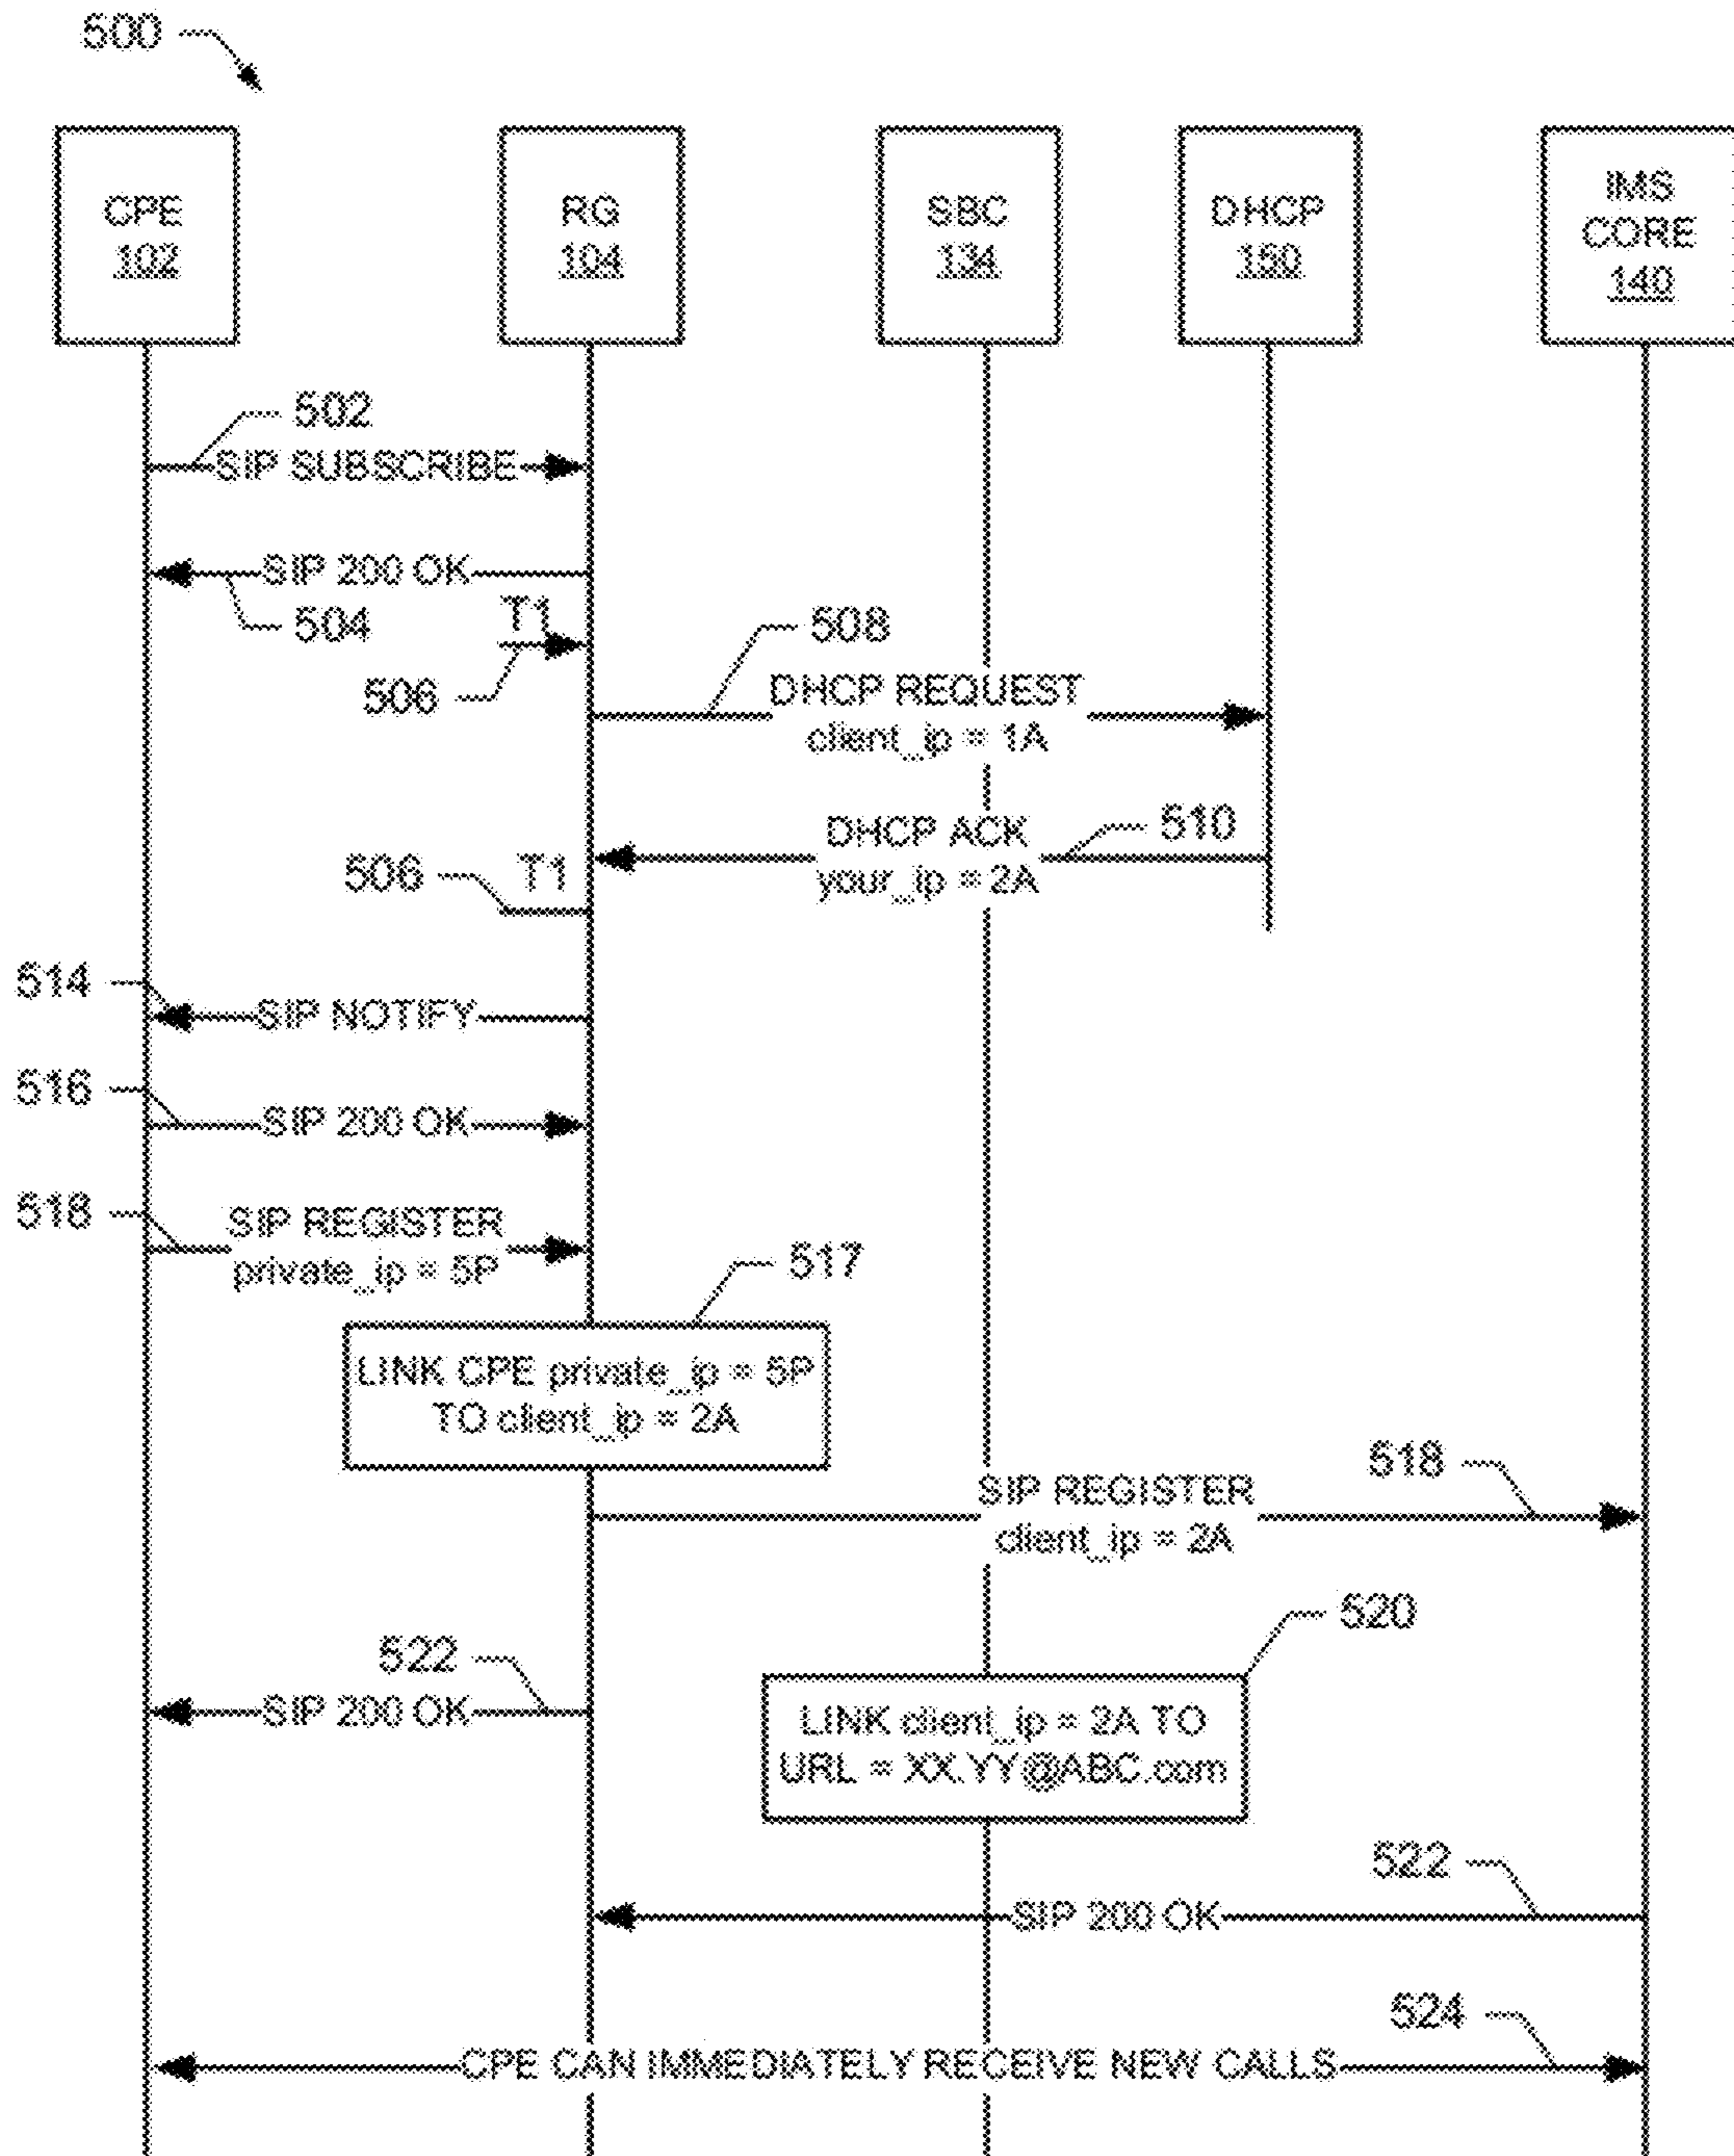 500
CPE
102
RG
104
SBC
134
DHCP
150
IMS
CORE
140
502
SIP SUBSCRIBE
SIP 200 OK
504
T1
506
508
DHCP REQUEST
client_ip = 1A
510
DHCP ACK
your_ip = 2A
506
T1
514
SIP NOTIFY
516
SIP 200 OK
518
SIP REGISTER
private_ip = 5P
517
LINK CPE private_ip = 5P
TO client_ip = 2A
518
SIP REGISTER
client_ip = 2A
520
522
SIP 200 OK
LINK client_ip = 2A TO
URL = XX.YY@ABC.com
522
SIP 200 OK
524
CPE CAN IMMEDIATELY RECEIVE NEW CALLS